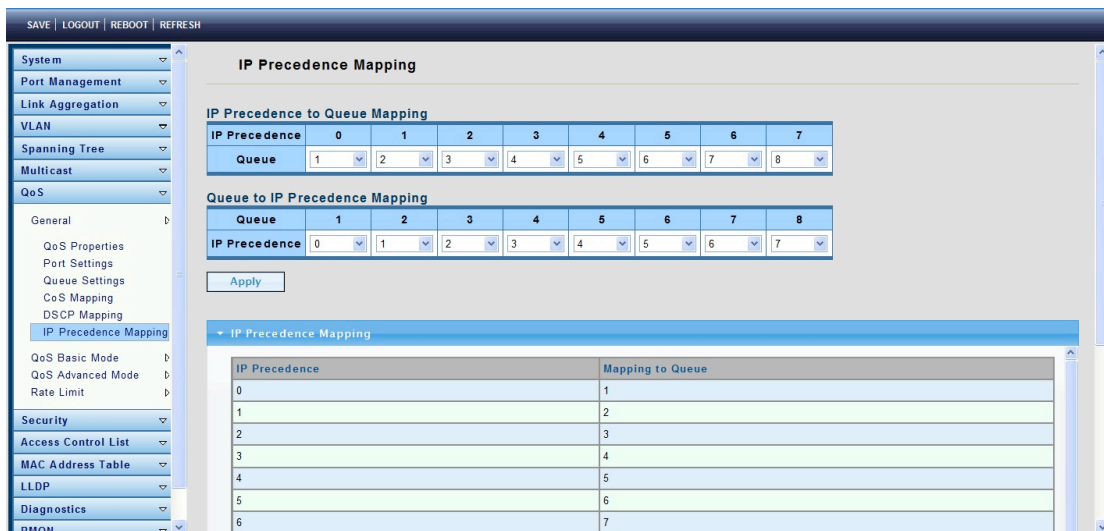 SAVE | LOGOUT | REBOOT | REFRESH
System
Port Management
Link Aggregation
VLAN
Spanning Tree
Multicast
QoS
General
QoS Properties
Port Settings
Queue Settings
CoS Mapping
DSCP Mapping
IP Precedence Mapping
QoS Basic Mode
QoS Advanced Mode
Rate Limit
Security
Access Control List
MAC Address Table
LLDP
Diagnostics
RMON
IP Precedence Mapping
IP Precedence to Queue Mapping
IP Precedence 0 1 2 3 4 5 6 7
Queue 1 2 3 4 5 6 7 8
Queue to IP Precedence Mapping
Queue 1 2 3 4 5 6 7 8
IP Precedence 0 1 2 3 4 5 6 7
Apply
IP Precedence Mapping
IP Precedence Mapping to Queue
0 1
1 2
2 3
3 4
4 5
5 6
6 7